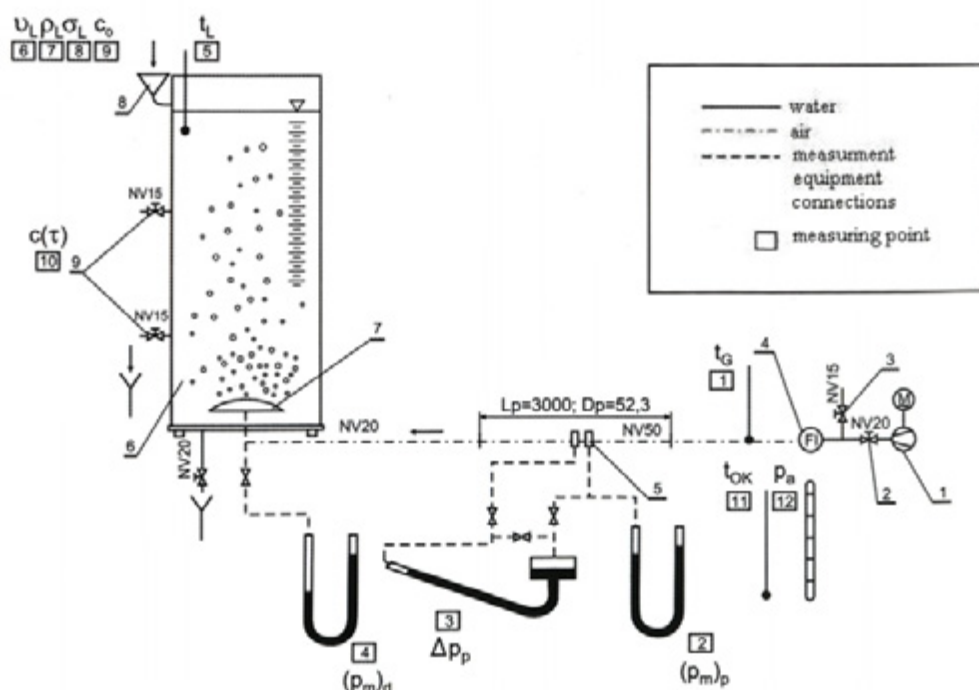 υL ρL σL c₀
6 7 8 9
tL
5
8
water
air
measurment
equipment
connections
measuring point
NV15
c(τ)
10
9
NV15
7
6
NV20
NV20
Lp=3000; Dp=52,3
NV50
5
tG
1
4
NV15
3
M
FI
NV20
2
1
tOK
11
pa
12
4
(pm)d
3
Δpp
2
(pm)p